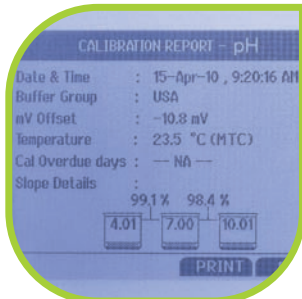 CALIBRATION REPORT - pH
Date & Time : 15-Apr-10 , 9:20:16 AM
Buffer Group : USA
mV Offset : -10.8 mV
Temperature : 23.5 °C (MTC)
Cal Overdue days : -- NA --
Slope Details :
99.1 % 98.4 %
4.01 7.00 10.01
PRINT